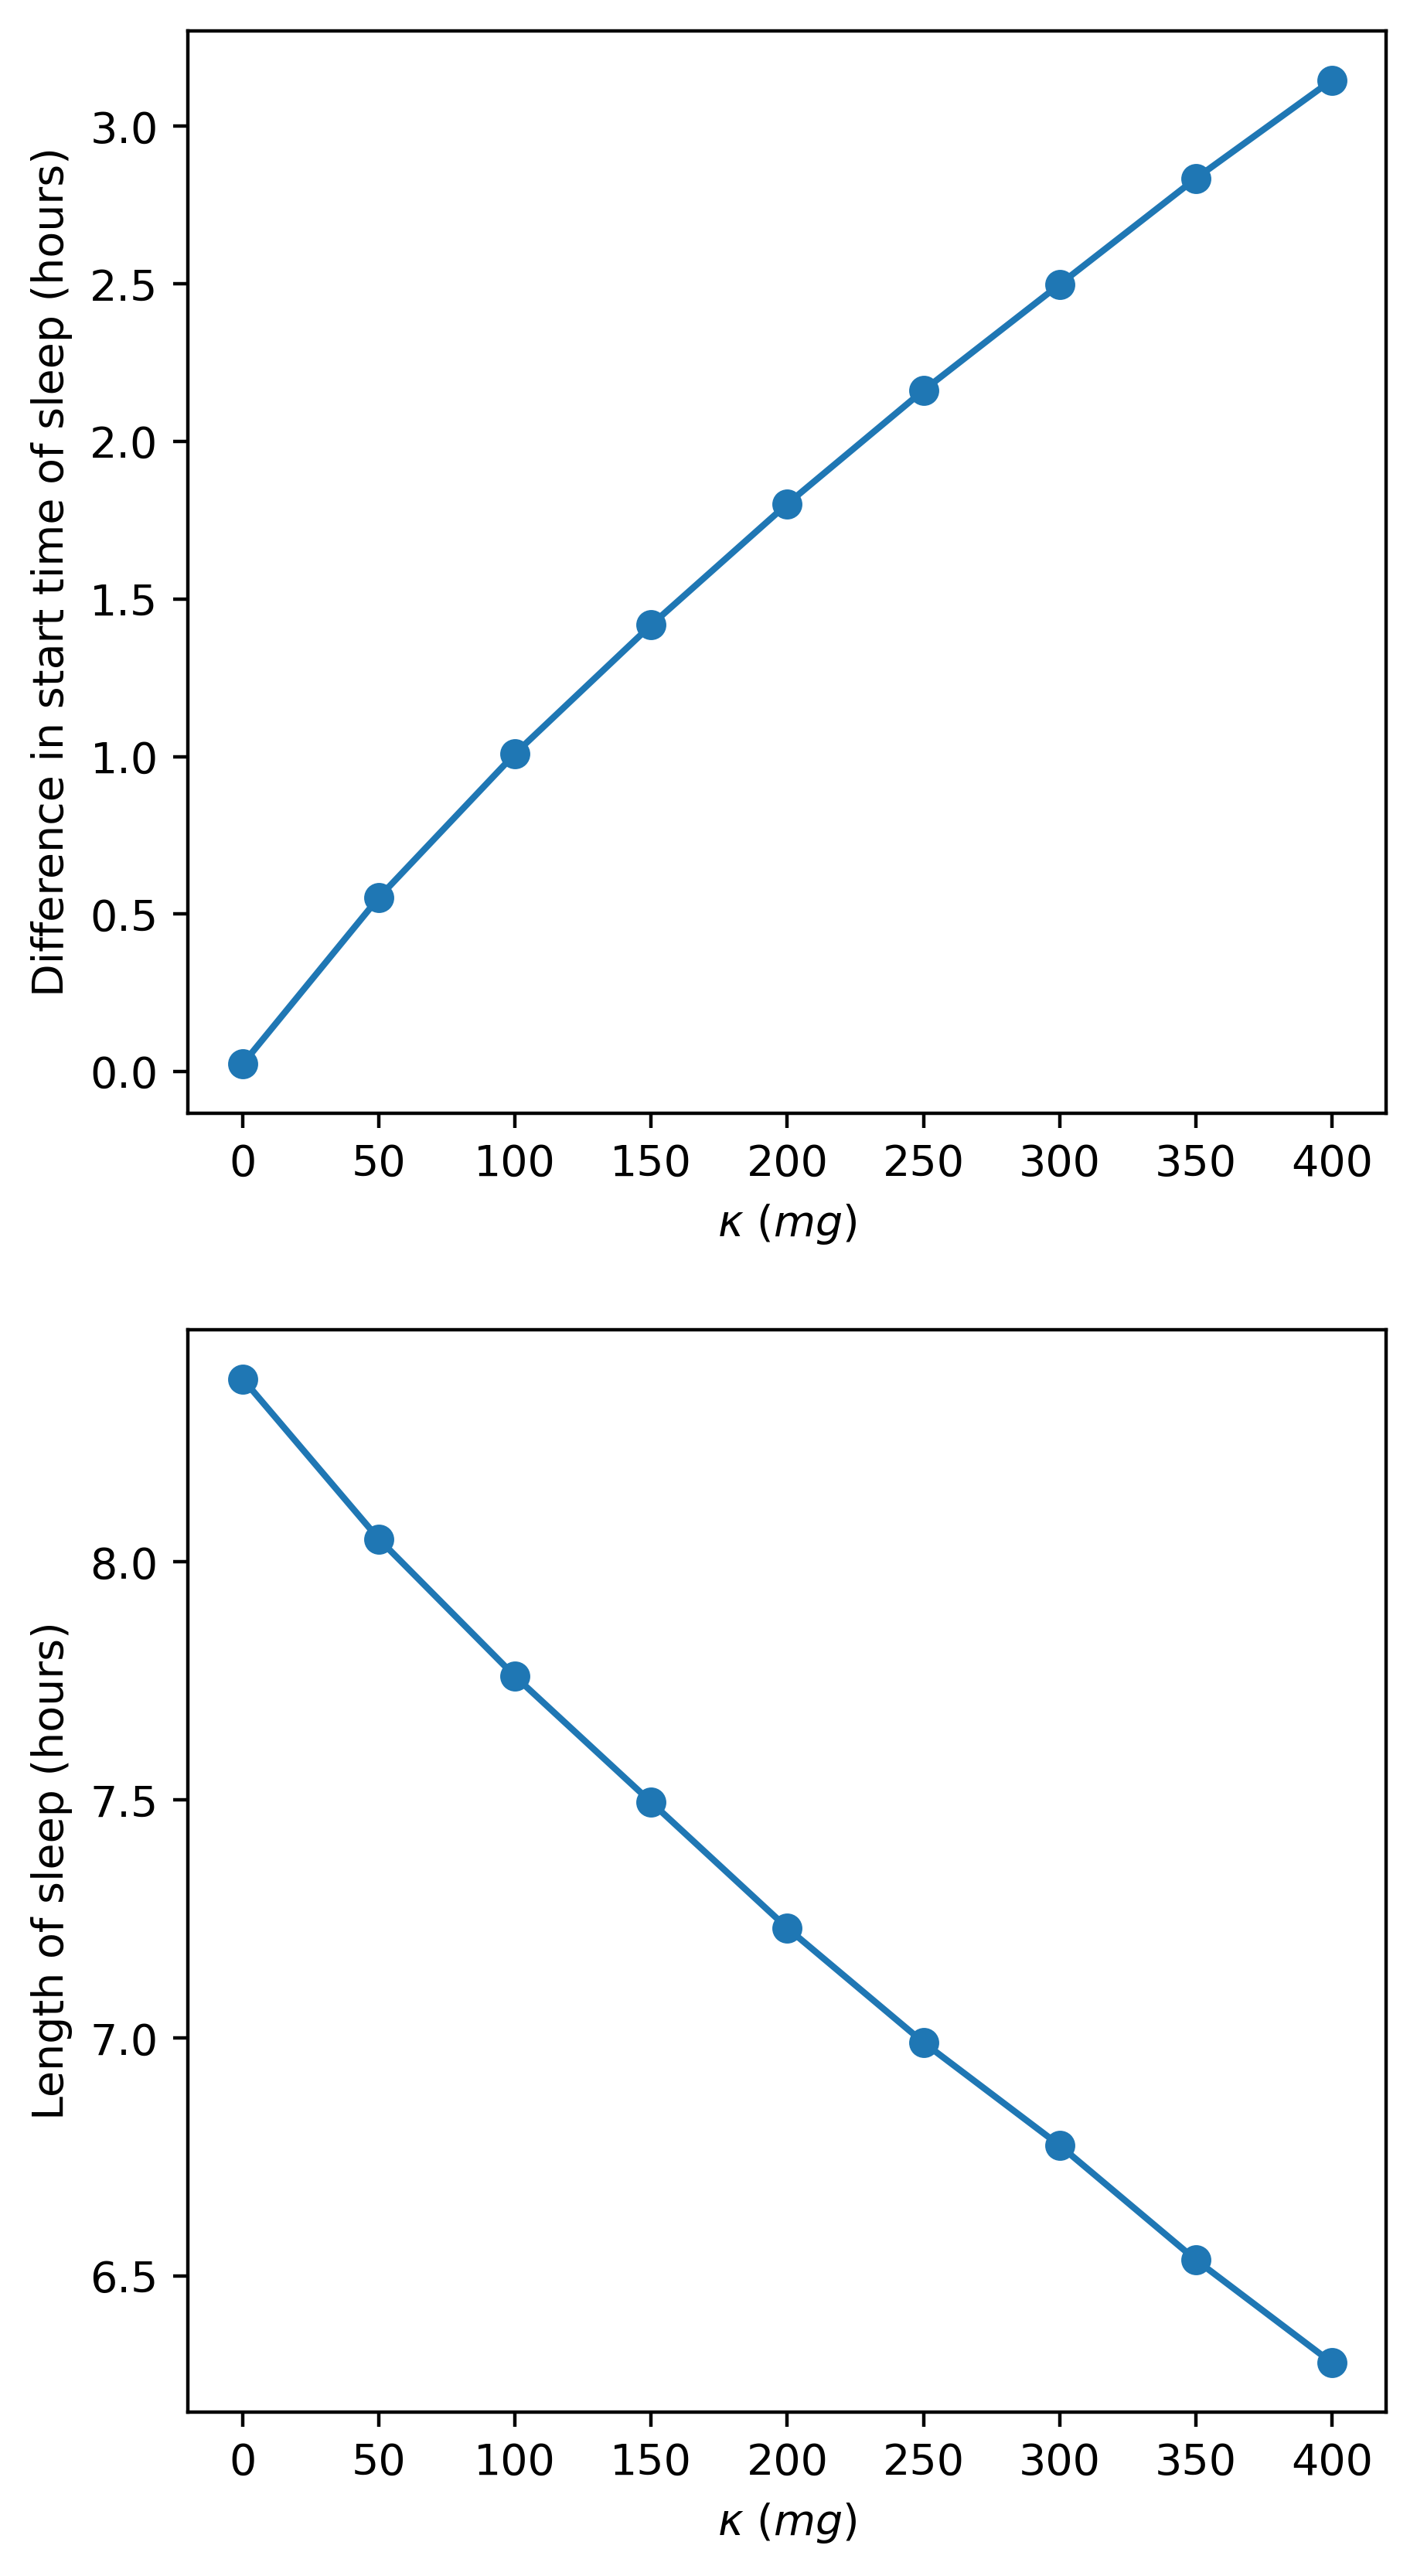 Difference in start time of sleep (hours)
3.0
2.5
2.0
1.5
1.0
0.5
0.0
0 50 100 150 200 250 300 350 400
κ (mg)
Length of sleep (hours)
8.0
7.5
7.0
6.5
0 50 100 150 200 250 300 350 400
κ (mg)